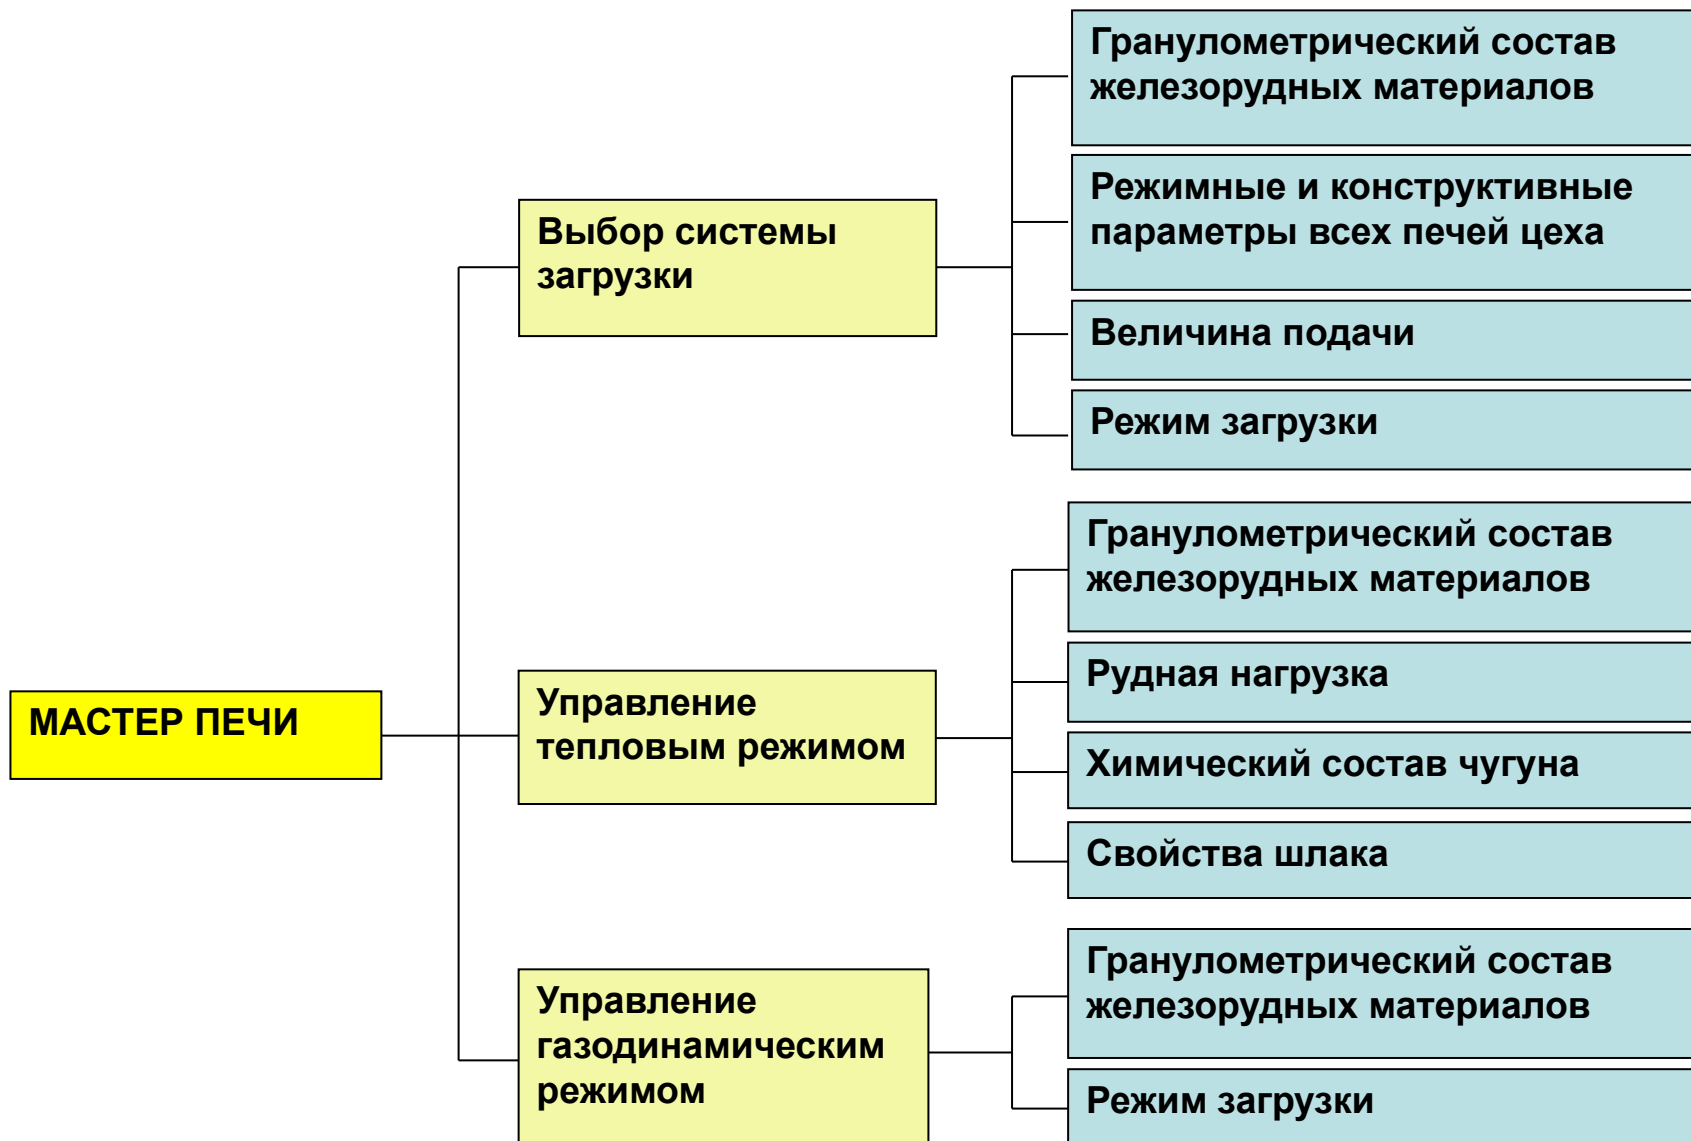 Гранулометрический состав
железорудных материалов
Режимные и конструктивные
параметры всех печей цеха
Выбор системы
загрузки
Величина подачи
Режим загрузки
Гранулометрический состав
железорудных материалов
Рудная нагрузка
МАСТЕР ПЕЧИ
Управление
тепловым режимом
Химический состав чугуна
Свойства шлака
Гранулометрический состав
железорудных материалов
Управление
газодинамическим
режимом
Режим загрузки